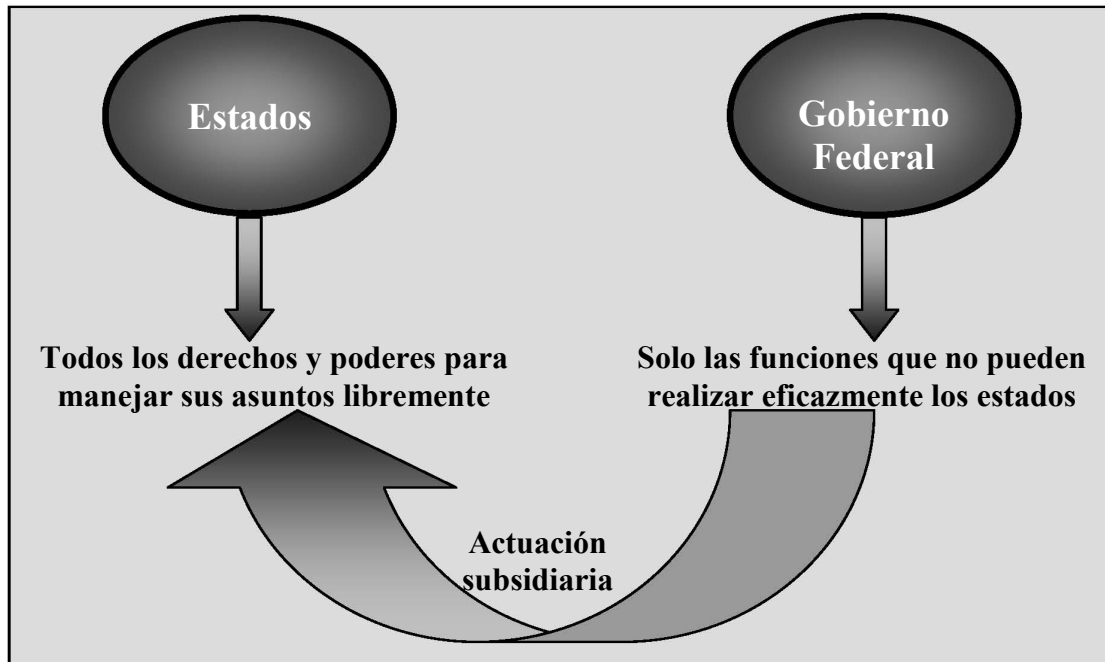 Estados
Gobierno
Federal
Todos los derechos y poderes para
manejar sus asuntos libremente
Solo las funciones que no pueden
realizar eficazmente los estados
Actuación
subsidiaria